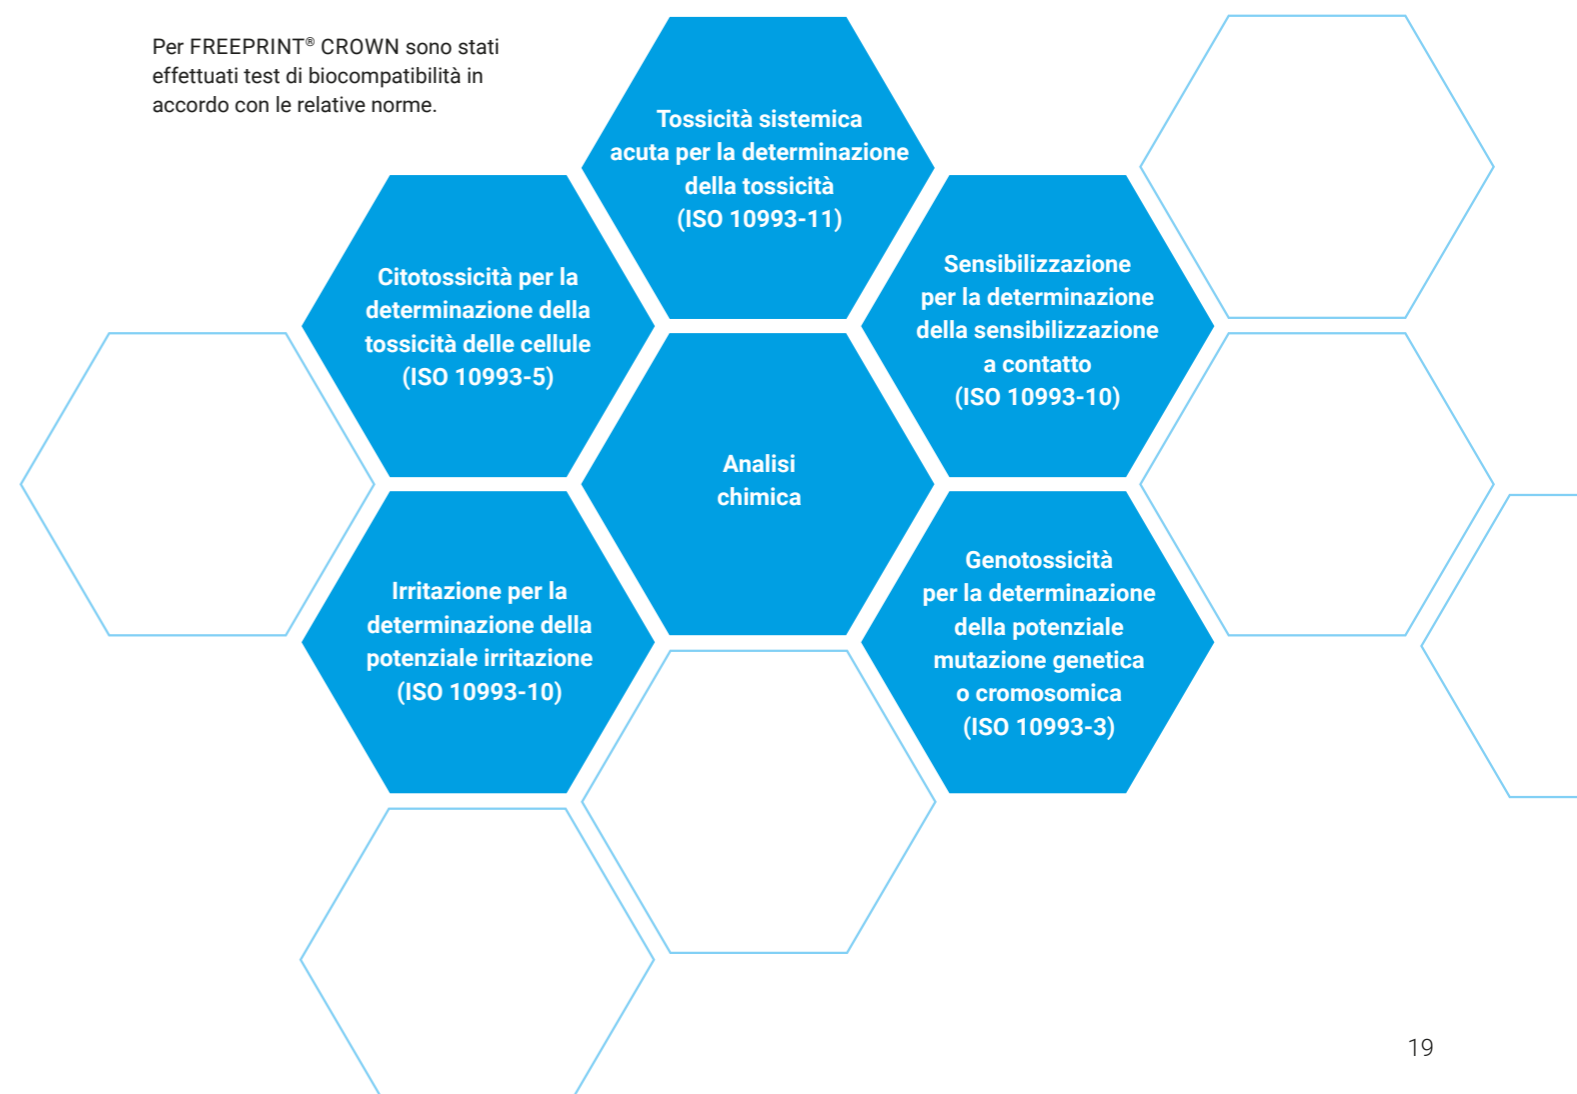 Per FREEPRINT® CROWN sono stati
effettuati test di biocompatibilità in
accordo con le relative norme.
Tossicità sistemica
acuta per la determinazione
della tossicità
(ISO 10993-11)
Citotossicità per la
determinazione della
tossicità delle cellule
(ISO 10993-5)
Sensibilizzazione
per la determinazione
della sensibilizzazione
a contatto
(ISO 10993-10)
Analisi
chimica
Irritazione per la
determinazione della
potenziale irritazione
(ISO 10993-10)
Genotossicità
per la determinazione
della potenziale
mutazione genetica
o cromosomica
(ISO 10993-3)
19